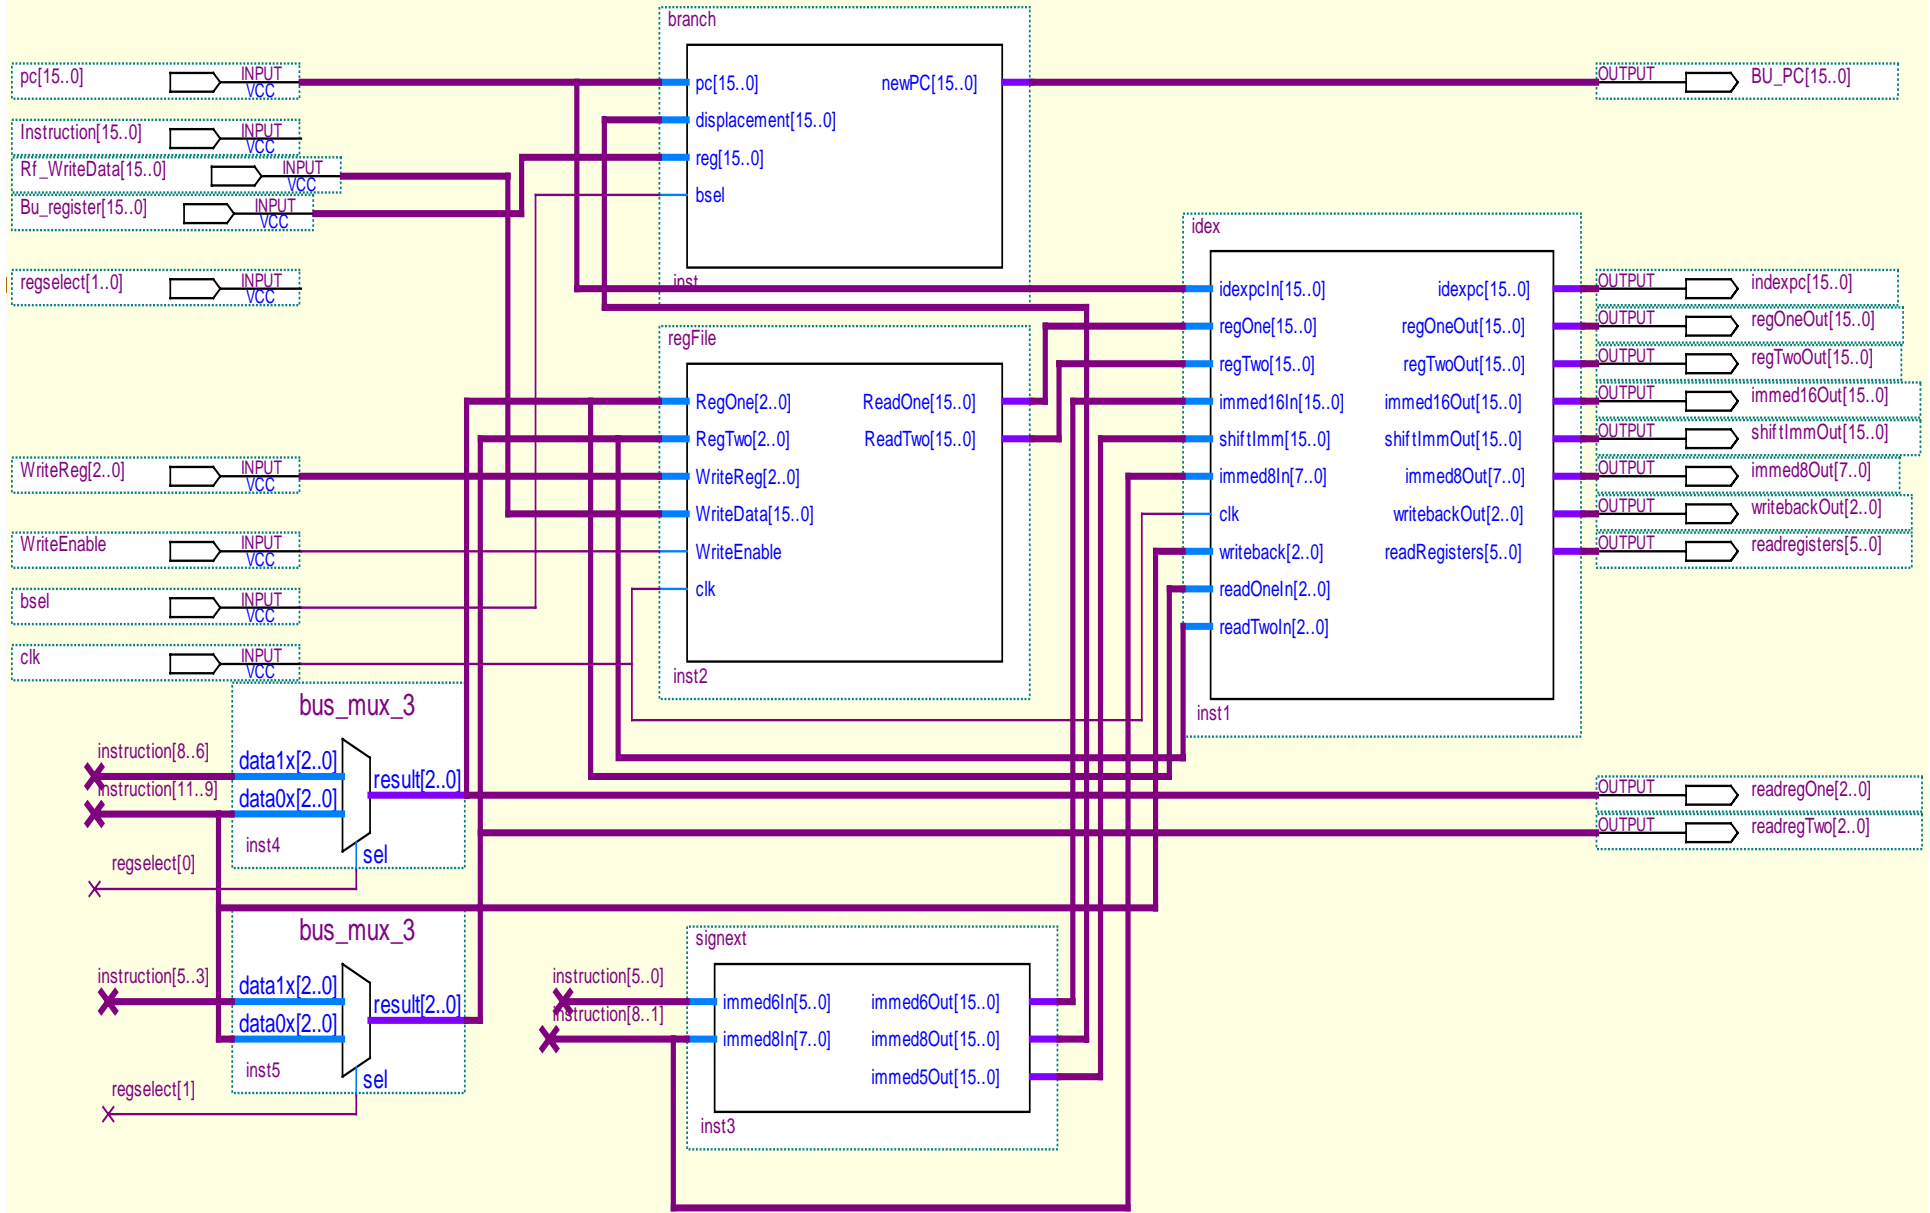 branch
pc[15..0]
INPUT
VCC
pc[15..0]
newPC[15..0]
OUTPUT
BU_PC[15..0]
Instruction[15..0]
INPUT
VCC
displacement[15..0]
Rf_WriteData[15..0]
INPUT
VCC
reg[15..0]
Bu_register[15..0]
INPUT
VCC
bsel
inst
regselect[1..0]
INPUT
VCC
idex
idexpcIn[15..0]
idexpc[15..0]
OUTPUT
indexpc[15..0]
regOne[15..0]
regOneOut[15..0]
OUTPUT
regOneOut[15..0]
regTwo[15..0]
regTwoOut[15..0]
OUTPUT
regTwoOut[15..0]
immed16In[15..0]
immed16Out[15..0]
OUTPUT
immed16Out[15..0]
shiftImm[15..0]
shiftImmOut[15..0]
OUTPUT
shiftImmOut[15..0]
immed8In[7..0]
immed8Out[7..0]
OUTPUT
immed8Out[7..0]
clk
writebackOut[2..0]
OUTPUT
writebackOut[2..0]
writeback[2..0]
readRegisters[5..0]
OUTPUT
readregisters[5..0]
readOneIn[2..0]
readTwoIn[2..0]
inst1
regFile
RegOne[2..0]
ReadOne[15..0]
RegTwo[2..0]
ReadTwo[15..0]
WriteReg[2..0]
INPUT
VCC
WriteReg[2..0]
WriteData[15..0]
WriteEnable
INPUT
VCC
WriteEnable
bsel
INPUT
VCC
clk
clk
INPUT
VCC
inst2
bus_mux_3
instruction[8..6]
data1x[2..0]
result[2..0]
instruction[11..9]
data0x[2..0]
inst4
sel
regselect[0]
OUTPUT
readregOne[2..0]
OUTPUT
readregTwo[2..0]
bus_mux_3
instruction[5..3]
data1x[2..0]
result[2..0]
data0x[2..0]
inst5
sel
regselect[1]
signext
instruction[5..0]
immed6In[5..0]
immed6Out[15..0]
instruction[8..1]
immed8In[7..0]
immed8Out[15..0]
immed5Out[15..0]
inst3